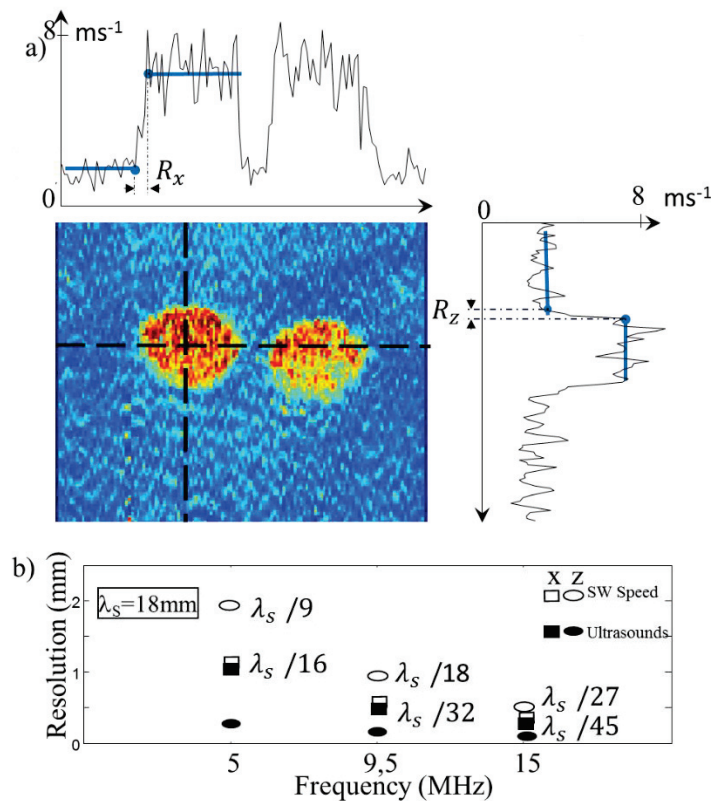 8 ms-1
a)
Rx
0
0 8 ms-1
Rz
b)
Resolution (mm)
2
1
0
λS=18mm
λs /9
λs /16
λs /18
λs /32
λs /27
λs /45
x z
SW Speed
Ultrasounds
5 9,5 15
Frequency (MHz)